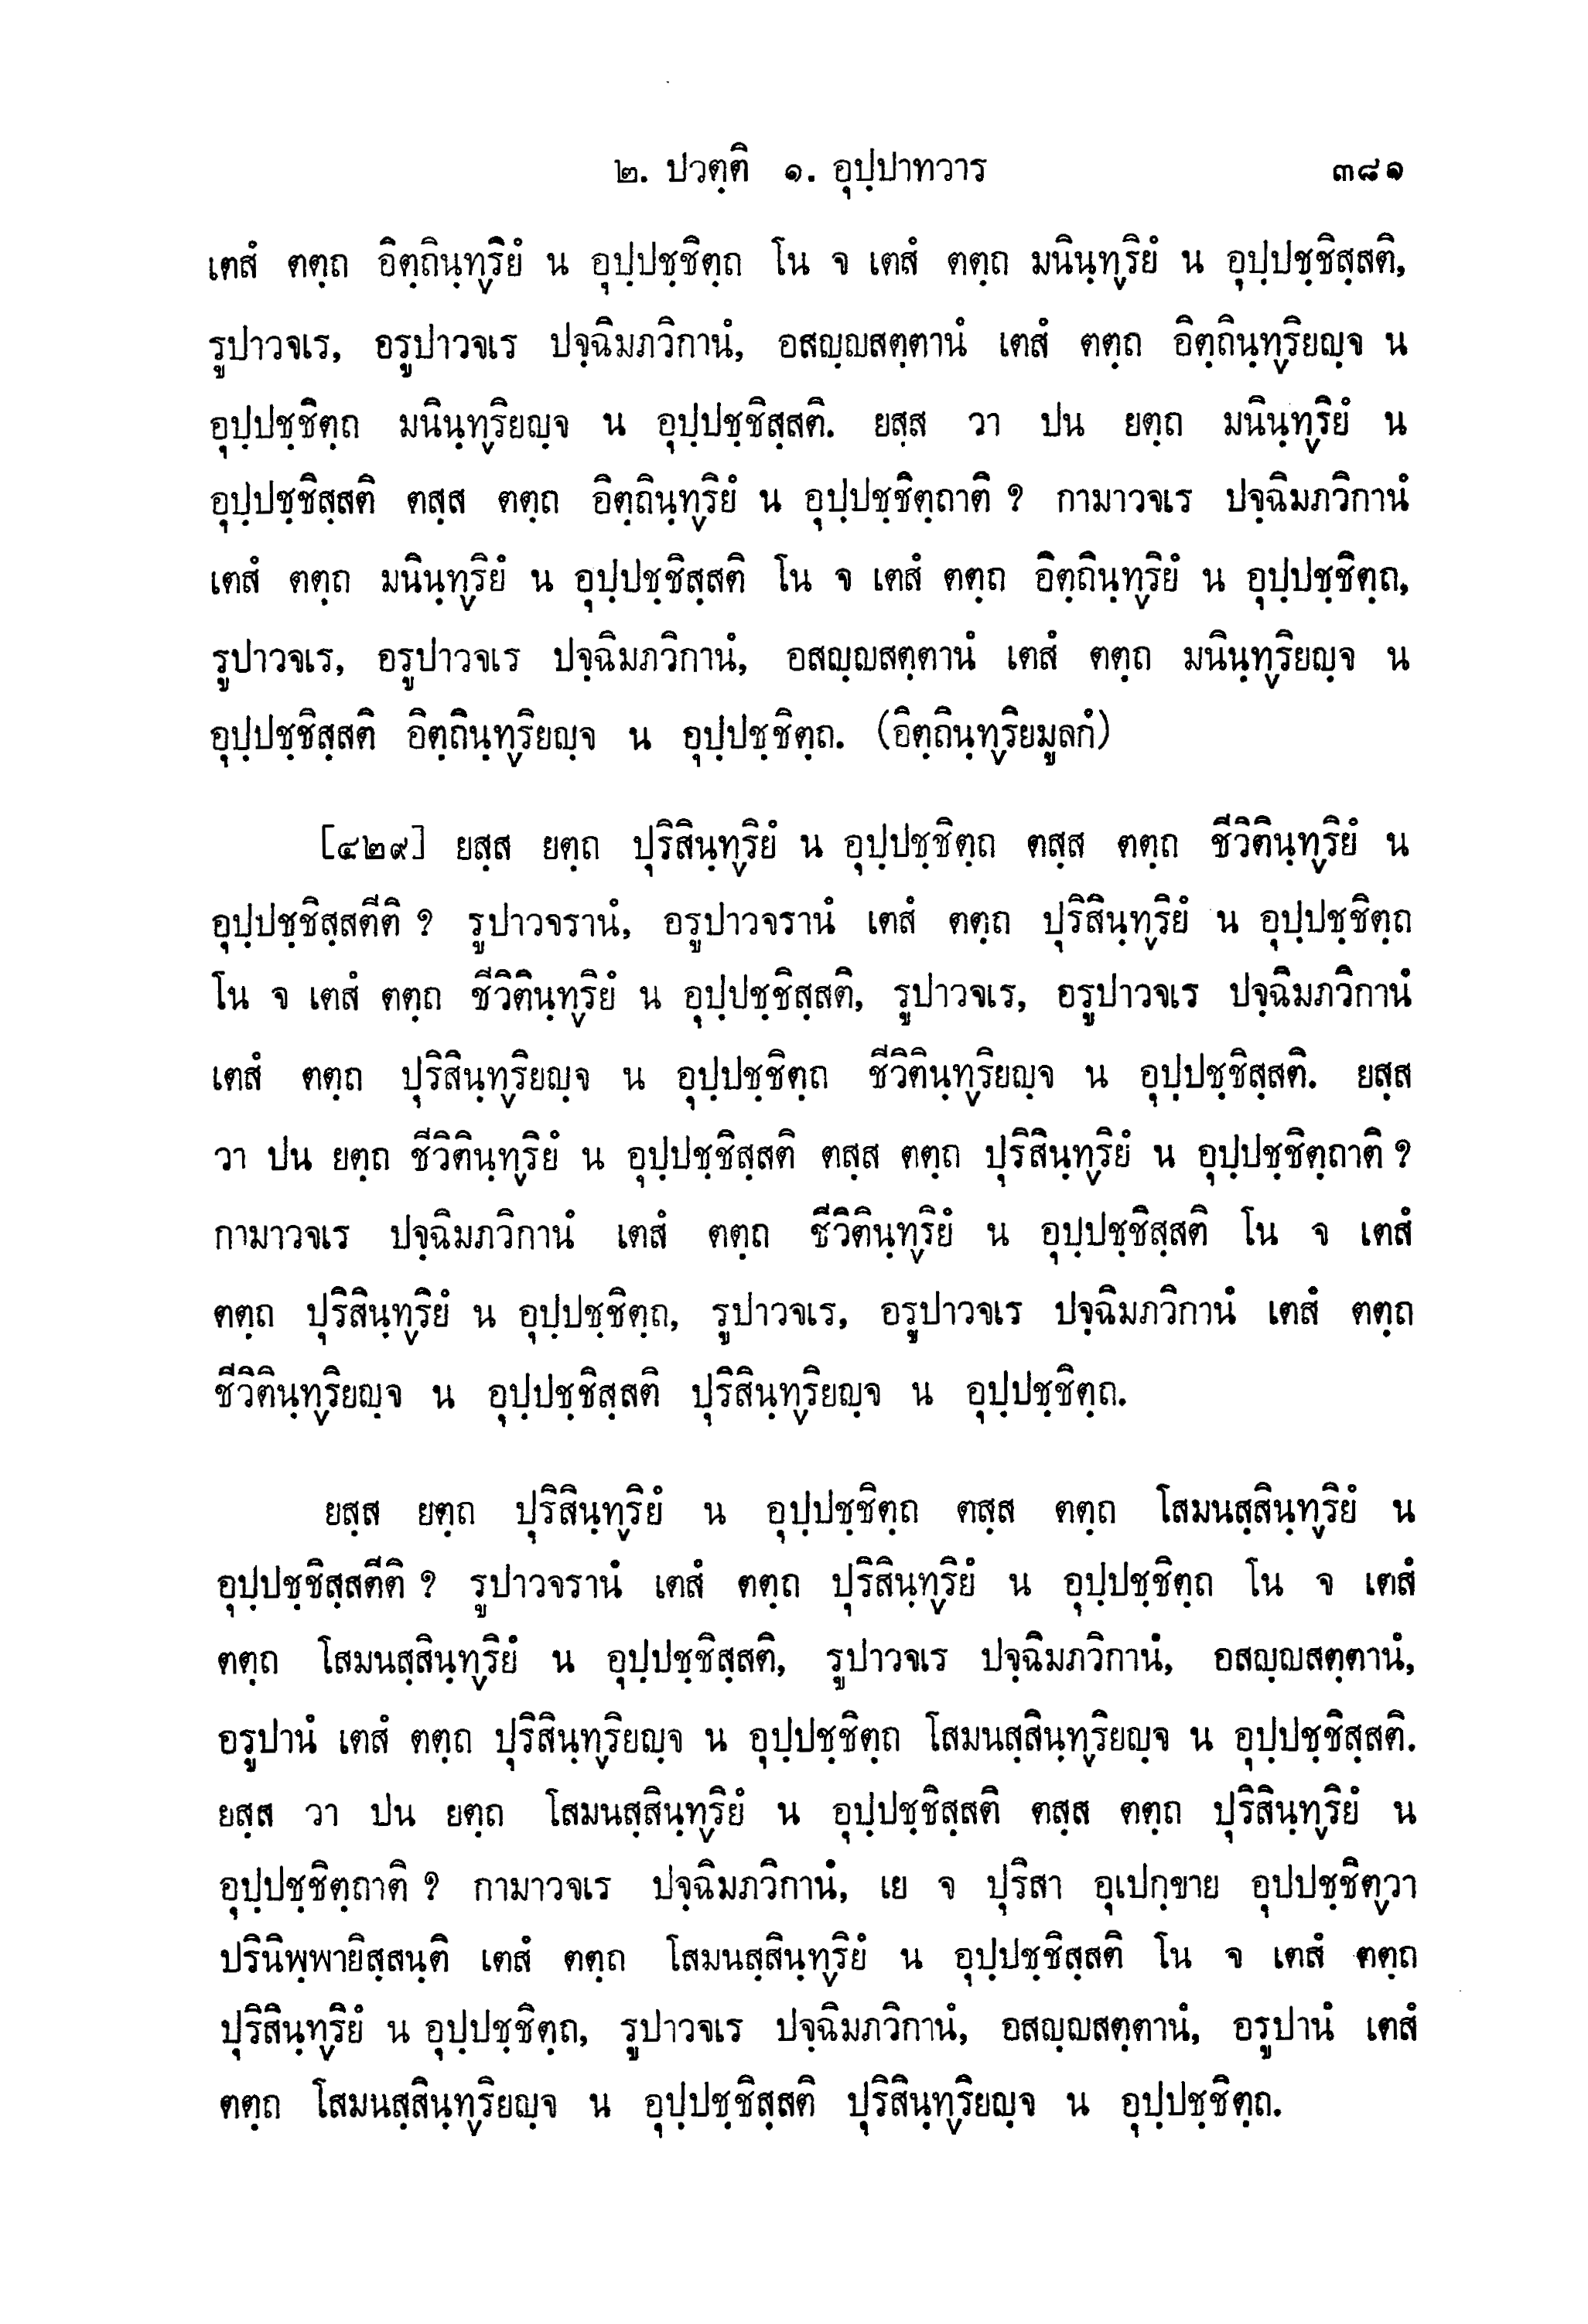 ๒. ปวตฺติ ๑. อุปฺปาทวาร ๓๘๑
เตสํ ตตฺถ อิตฺถินฺทฺริยํ น อุปฺปชฺชิตฺถ โน จ เตสํ ตตฺถ มนินฺทฺริยํ น อุปฺปชฺชิสฺสติ,
รูปาวจเร, อรูปาวจเร ปจฺฉิมภวิกานํ, อสญฺญสตฺตานํ เตสํ ตตฺถ อิตฺถินฺทฺริยญฺจ น
อุปฺปชฺชิตฺถ มนินฺทฺริยญฺจ น อุปฺปชฺชิสฺสติ. ยสฺส วา ปน ยตฺถ มนินฺทฺริยํ น
อุปฺปชฺชิสฺสติ ตสฺส ตตฺถ อิตฺถินฺทฺริยํ น อุปฺปชฺชิตฺถาติ ? กามาวจเร ปจฺฉิมภวิกานํ
เตสํ ตตฺถ มนินฺทฺริยํ น อุปฺปชฺชิสฺสติ โน จ เตสํ ตตฺถ อิตฺถินฺทฺริยํ น อุปฺปชฺชิตฺถ,
รูปาวจเร, อรูปาวจเร ปจฺฉิมภวิกานํ, อสญฺญสตฺตานํ เตสํ ตตฺถ มนินฺทฺริยญฺจ น
อุปฺปชฺชิสฺสติ อิตฺถินฺทฺริยญฺจ น อุปฺปชฺชิตฺถ. (อิตฺถินฺทฺริยมูลกํ)
[๔๒๙] ยสฺส ยตฺถ ปุริสินฺทฺริยํ น อุปฺปชฺชิตฺถ ตสฺส ตตฺถ ชีวิตินฺทฺริยํ น
อุปฺปชฺชิสฺสตีติ ? รูปาวจรานํ, อรูปาวจรานํ เตสํ ตตฺถ ปุริสินฺทฺริยํ น อุปฺปชฺชิตฺถ
โน จ เตสํ ตตฺถ ชีวิตินฺทฺริยํ น อุปฺปชฺชิสฺสติ, รูปาวจเร, อรูปาวจเร ปจฺฉิมภวิกานํ
เตสํ ตตฺถ ปุริสินฺทฺริยญฺจ น อุปฺปชฺชิตฺถ ชีวิตินฺทฺริยญฺจ น อุปฺปชฺชิสฺสติ. ยสฺส
วา ปน ยตฺถ ชีวิตินฺทฺริยํ น อุปฺปชฺชิสฺสติ ตสฺส ตตฺถ ปุริสินฺทฺริยํ น อุปฺปชฺชิตฺถาติ ?
กามาวจเร ปจฺฉิมภวิกานํ เตสํ ตตฺถ ชีวิตินฺทฺริยํ น อุปฺปชฺชิสฺสติ โน จ เตสํ
ตตฺถ ปุริสินฺทฺริยํ น อุปฺปชฺชิตฺถ, รูปาวจเร, อรูปาวจเร ปจฺฉิมภวิกานํ เตสํ ตตฺถ
ชีวิตินฺทฺริยญฺจ น อุปฺปชฺชิสฺสติ ปุริสินฺทฺริยญฺจ น อุปฺปชฺชิตฺถ.
ยสฺส ยตฺถ ปุริสินฺทฺริยํ น อุปฺปชฺชิตฺถ ตสฺส ตตฺถ โสมนสฺสินฺทฺริยํ น
อุปฺปชฺชิสฺสตีติ ? รูปาวจรานํ เตสํ ตตฺถ ปุริสินฺทฺริยํ น อุปฺปชฺชิตฺถ โน จ เตสํ
ตตฺถ โสมนสฺสินฺทฺริยํ น อุปฺปชฺชิสฺสติ, รูปาวจเร ปจฺฉิมภวิกานํ, อสญฺญสตฺตานํ,
อรูปานํ เตสํ ตตฺถ ปุริสินฺทฺริยญฺจ น อุปฺปชฺชิตฺถ โสมนสฺสินฺทฺริยญฺจ น อุปฺปชฺชิสฺสติ.
ยสฺส วา ปน ยตฺถ โสมนสฺสินฺทฺริยํ น อุปฺปชฺชิสฺสติ ตสฺส ตตฺถ ปุริสินฺทฺริยํ น
อุปฺปชฺชิตฺถาติ ? กามาวจเร ปจฺฉิมภวิกานํ, เย จ ปุริสา อุเปกฺขาย อุปปชฺชิตฺวา
ปรินิพฺพายิสฺสนฺติ เตสํ ตตฺถ โสมนสฺสินฺทฺริยํ น อุปฺปชฺชิสฺสติ โน จ เตสํ ตตฺถ
ปุริสินฺทฺริยํ น อุปฺปชฺชิตฺถ, รูปาวจเร ปจฺฉิมภวิกานํ, อสญฺญสตฺตานํ, อรูปานํ เตสํ
ตตฺถ โสมนสฺสินฺทฺริยญฺจ น อุปฺปชฺชิสฺสติ ปุริสินฺทฺริยญฺจ น อุปฺปชฺชิตฺถ.